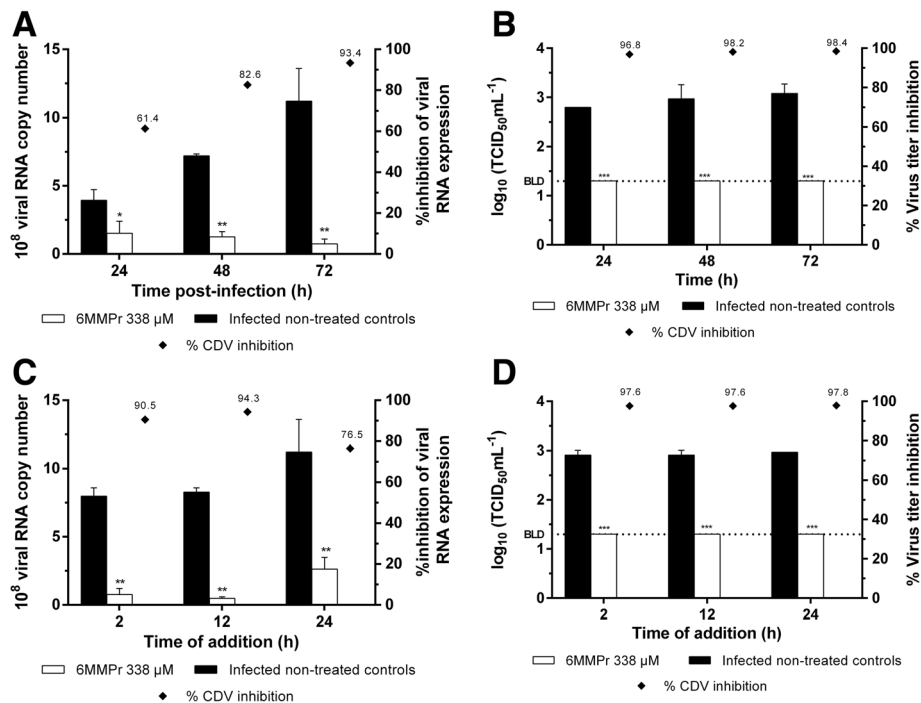 A
15
10
5
0
10⁸ viral RNA copy number
61.4
82.6
93.4
*
**
**
100
80
60
40
20
0
%inhibition of viral
RNA expression
24 48 72
Time post-infection (h)
6MMPr 338 µM Infected non-treated controls
% CDV inhibition
B
4
3
2
BLD
1
0
log₁₀ (TCID₅₀mL⁻¹)
96.8
98.2
98.4
***
***
***
100
80
60
40
20
0
% Virus titer inhibition
24 48 72
Time (h)
6MMPr 338 µM Infected non-treated controls
% CDV inhibition
C
15
10
5
0
10⁸ viral RNA copy number
90.5
94.3
76.5
**
**
**
100
80
60
40
20
0
%inhibition of viral
RNA expression
2 12 24
Time of addition (h)
6MMPr 338 µM Infected non-treated controls
% CDV inhibition
D
4
3
2
BLD
1
0
log₁₀ (TCID₅₀mL⁻¹)
97.6
97.6
97.8
***
***
***
100
80
60
40
20
0
% Virus titer inhibition
2 12 24
Time of addition (h)
6MMPr 338 µM Infected non-treated controls
% CDV inhibition